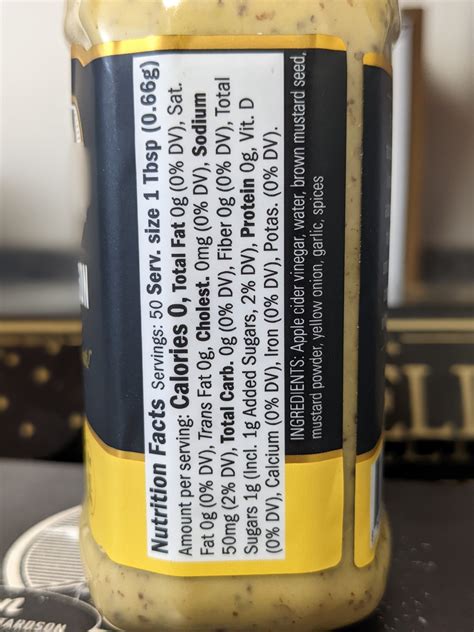 Nutrition Facts Servings: 50 Serv. size 1 Tbsp (0.66g)
Amount per serving: Calories 0, Total Fat 0g (0% DV), Sat.
Fat 0g (0% DV), Trans Fat 0g, Cholest. 0mg (0% DV), Sodium
50mg (2% DV), Total Carb. 0g (0% DV), Fiber 0g (0% DV), Total
Sugars 1g (Incl. 1g Added Sugars, 2% DV), Protein 0g, Vit. D
(0% DV), Calcium (0% DV), Iron (0% DV), Potas. (0% DV).
INGREDIENTS: Apple cider vinegar, water, brown mustard seed,
mustard powder, yellow onion, garlic, spices